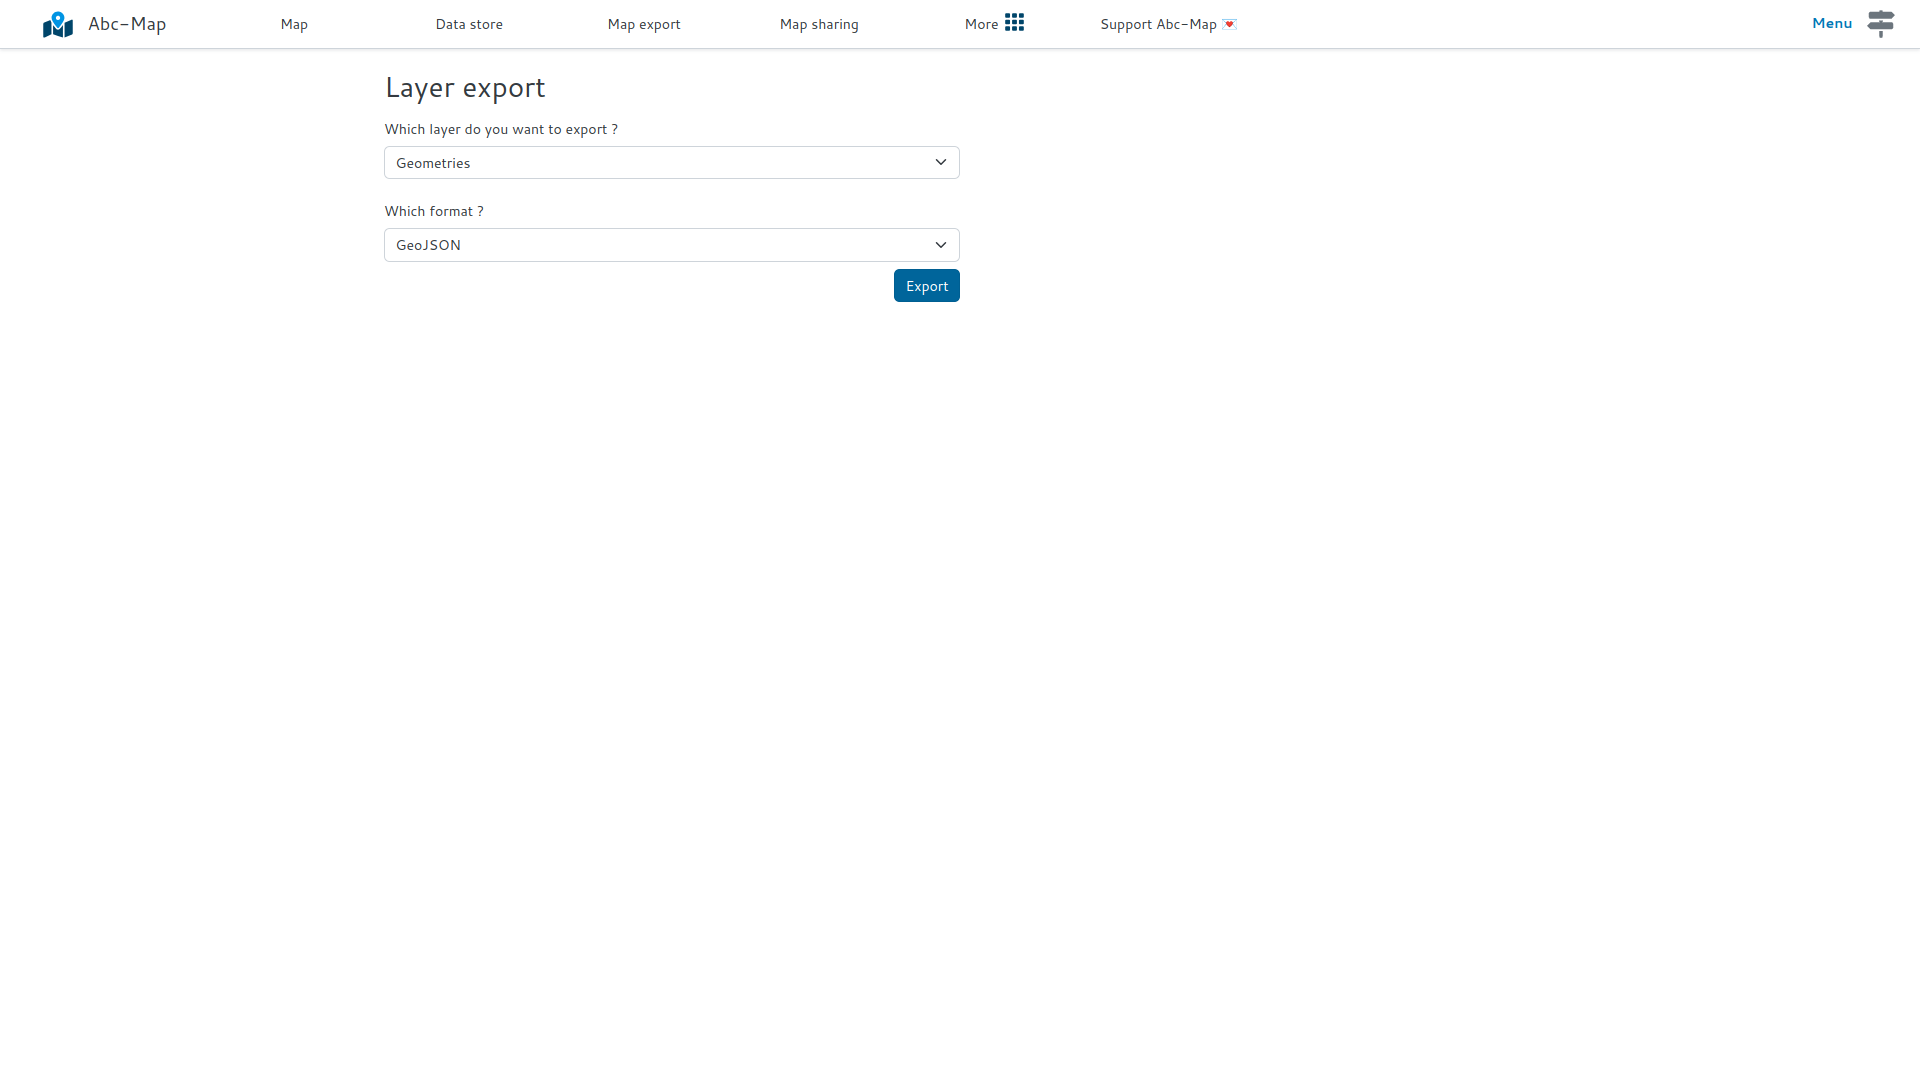 Abc-Map
Map
Data store
Map export
Map sharing
More
Support Abc-Map 💌
Menu
Layer export
Which layer do you want to export ?
Geometries
Which format ?
GeoJSON
Export